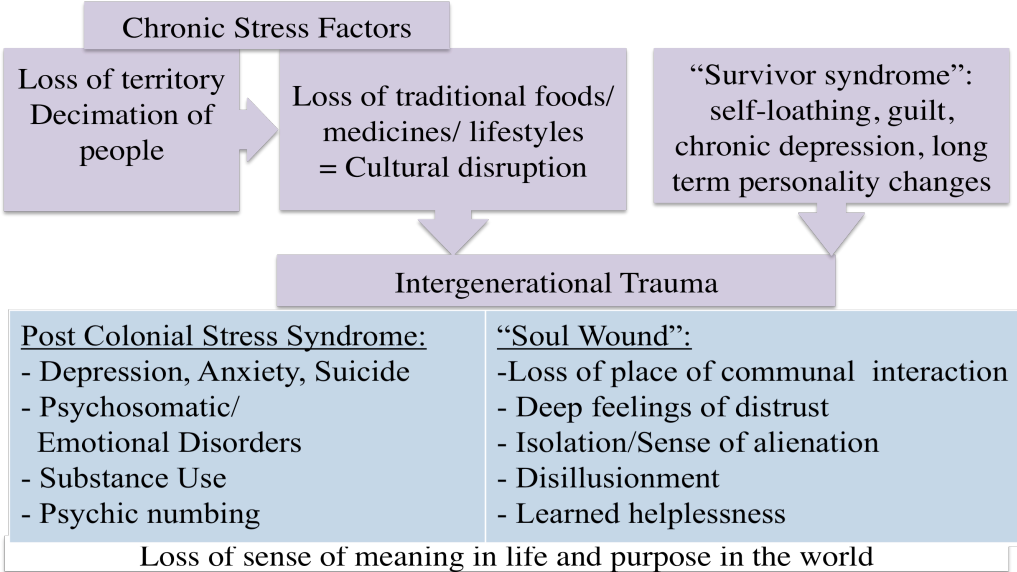 Chronic Stress Factors
Loss of territory
Decimation of
people
Loss of traditional foods/
medicines/ lifestyles
= Cultural disruption
“Survivor syndrome”:
self-loathing, guilt,
chronic depression, long
term personality changes
Intergenerational Trauma
Post Colonial Stress Syndrome:
- Depression, Anxiety, Suicide
- Psychosomatic/
Emotional Disorders
- Substance Use
- Psychic numbing
“Soul Wound”:
-Loss of place of communal  interaction
- Deep feelings of distrust
- Isolation/Sense of alienation
- Disillusionment
- Learned helplessness
Loss of sense of meaning in life and purpose in the world